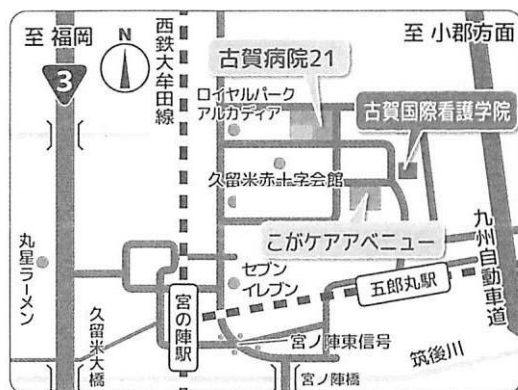 至 福岡
3
N
西鉄大牟田線
古賀病院21
至 小郡方面
ロイヤルパーク
アルカディア
古賀国際看護学院
久留米赤十字会館
こがケアアベニュー
九州自動車道
丸星ラーメン
セブン
イレブン
五郎丸駅
久留米大橋
宮の陣駅
宮ノ陣東信号
筑後川
宮ノ陣橋